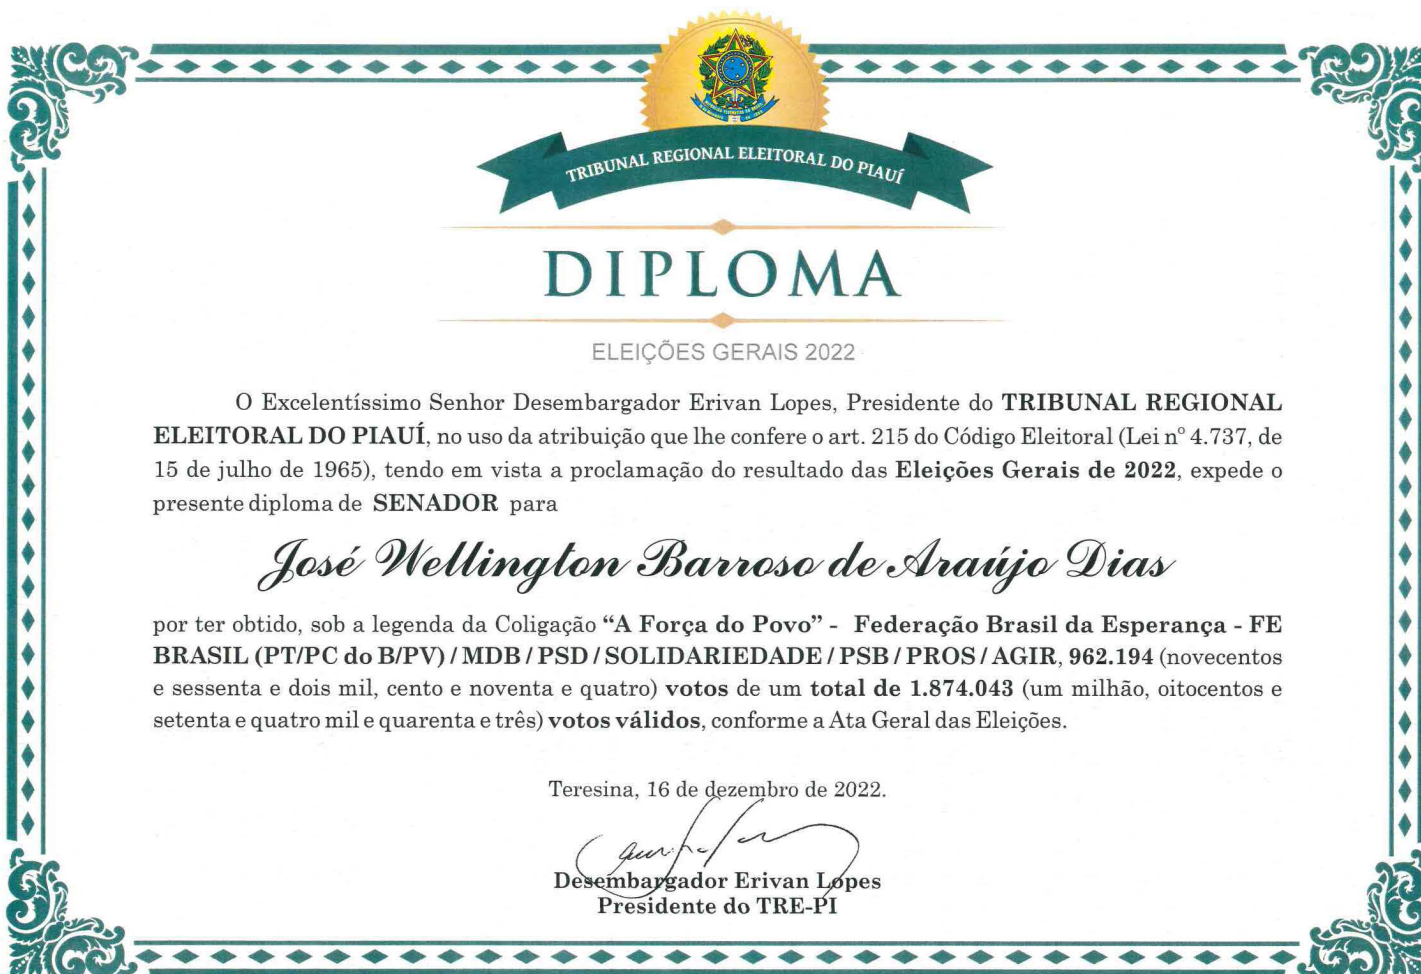 TRIBUNAL REGIONAL ELEITORAL DO PIAUÍ
DIPLOMA
ELEIÇÕES GERAIS 2022
O Excelentíssimo Senhor Desembargador Erivan Lopes, Presidente do TRIBUNAL REGIONAL
ELEITORAL DO PIAUÍ, no uso da atribuição que lhe confere o art. 215 do Código Eleitoral (Lei nº 4.737, de
15 de julho de 1965), tendo em vista a proclamação do resultado das Eleições Gerais de 2022, expede o
presente diploma de SENADOR para
José Wellington Barroso de Araújo Dias
por ter obtido, sob a legenda da Coligação “A Força do Povo” - Federação Brasil da Esperança - FE
BRASIL (PT/PC do B/PV) / MDB / PSD / SOLIDARIEDADE / PSB / PROS / AGIR, 962.194 (novecentos
e sessenta e dois mil, cento e noventa e quatro) votos de um total de 1.874.043 (um milhão, oitocentos e
setenta e quatro mil e quarenta e três) votos válidos, conforme a Ata Geral das Eleições.
Teresina, 16 de dezembro de 2022.
Desembargador Erivan Lopes
Presidente do TRE-PI